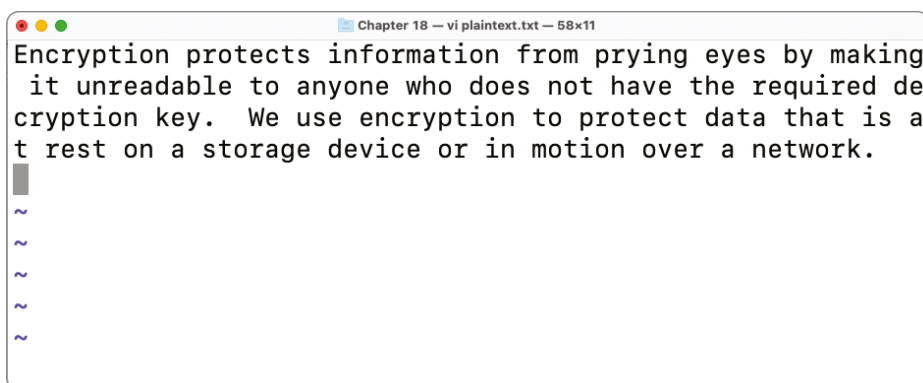 Chapter 18 — vi plaintext.txt — 58×11
Encryption protects information from prying eyes by making
 it unreadable to anyone who does not have the required de
cryption key.  We use encryption to protect data that is a
t rest on a storage device or in motion over a network.
~
~
~
~
~